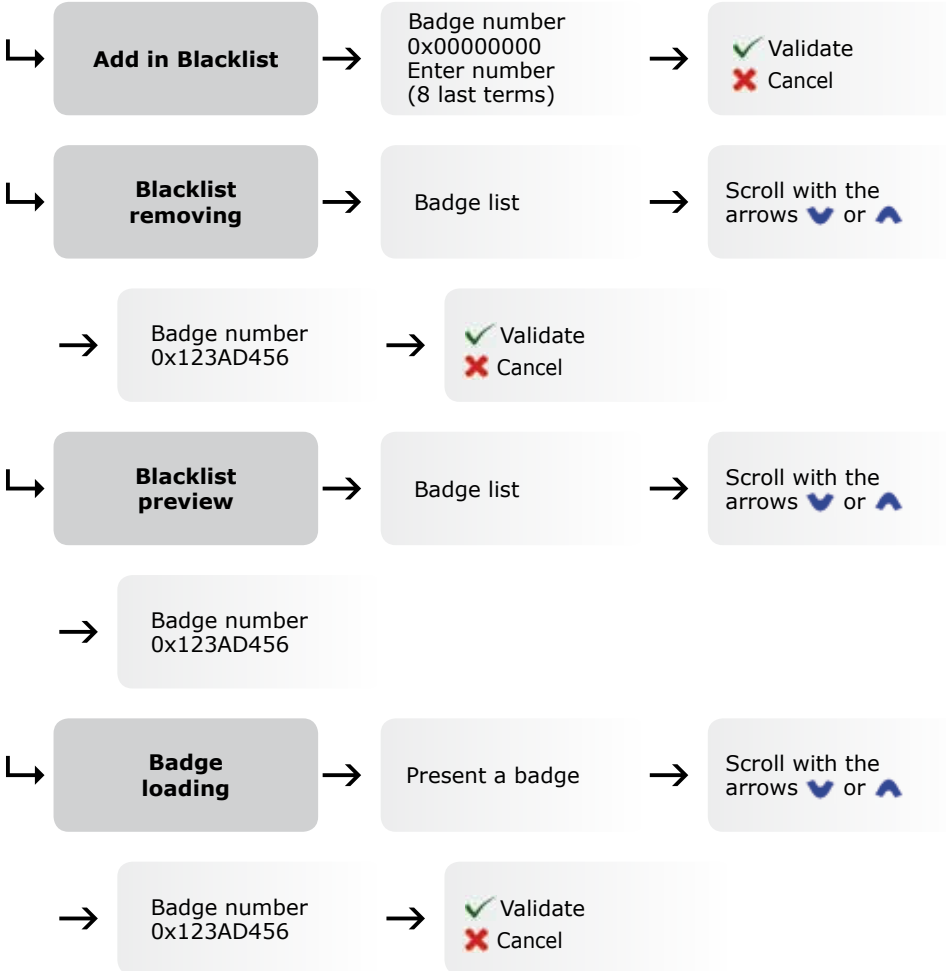 Add in Blacklist
Badge number
0x00000000
Enter number
(8 last terms)
Validate
Cancel
Blacklist
removing
Badge list
Scroll with the
arrows or
Badge number
0x123AD456
Validate
Cancel
Blacklist
preview
Badge list
Scroll with the
arrows or
Badge number
0x123AD456
Badge
loading
Present a badge
Scroll with the
arrows or
Badge number
0x123AD456
Validate
Cancel